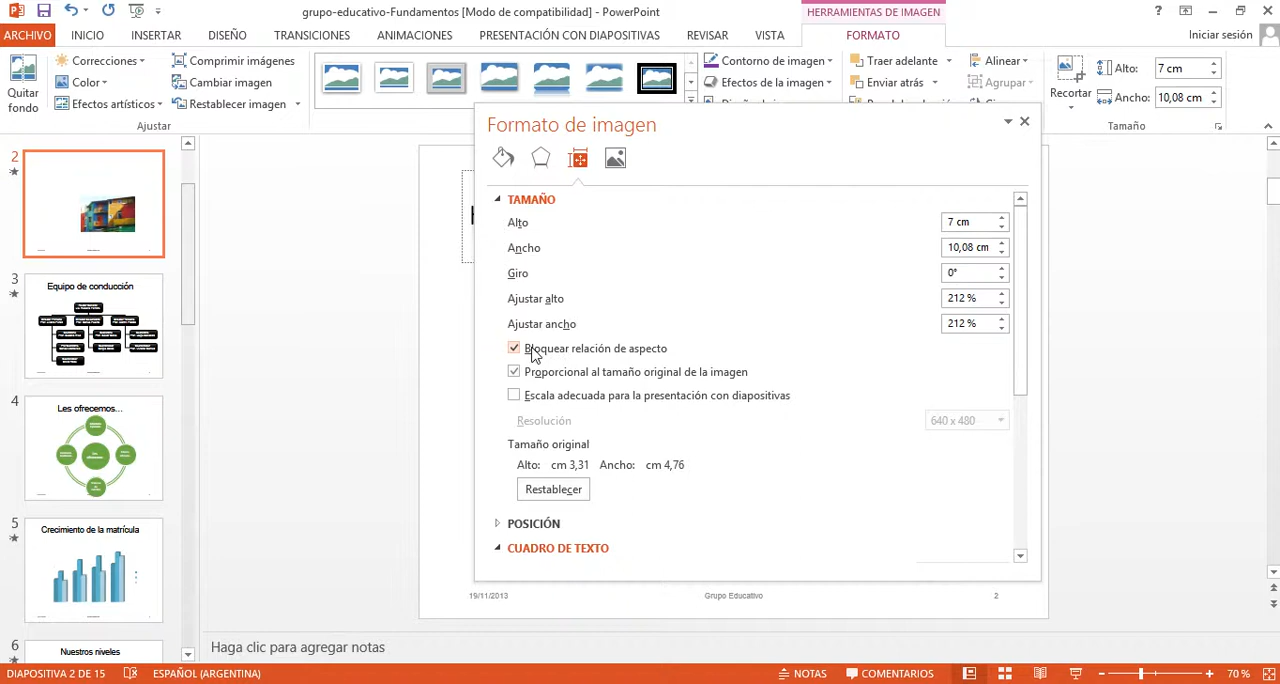 grupo-educativo-Fundamentos [Modo de compatibilidad] - PowerPoint
HERRAMIENTAS DE IMAGEN
?
ARCHIVO INICIO INSERTAR DISEÑO TRANSICIONES ANIMACIONES PRESENTACIÓN CON DIAPOSITIVAS REVISAR VISTA FORMATO Iniciar sesión
Quitar fondo
Correcciones
Color
Efectos artísticos
Comprimir imágenes
Cambiar imagen
Restablecer imagen
Ajustar
Contorno de imagen
Efectos de la imagen
Traer adelante
Enviar atrás
Alinear
Agrupar
Recortar
Alto: 7 cm
Ancho: 10,08 cm
Tamaño
2
3
Equipo de conducción
4
Les ofrecemos...
5
Crecimiento de la matrícula
6
Nuestros niveles
Formato de imagen
TAMAÑO
Alto 7 cm
Ancho 10,08 cm
Giro 0°
Ajustar alto 212 %
Ajustar ancho 212 %
Bloquear relación de aspecto
Proporcional al tamaño original de la imagen
Escala adecuada para la presentación con diapositivas
Resolución 640 x 480
Tamaño original
Alto: cm 3,31 Ancho: cm 4,76
Restablecer
POSICIÓN
CUADRO DE TEXTO
19/11/2013 Grupo Educativo 2
Haga clic para agregar notas
DIAPOSITIVA 2 DE 15 ESPAÑOL (ARGENTINA) NOTAS COMENTARIOS 70 %